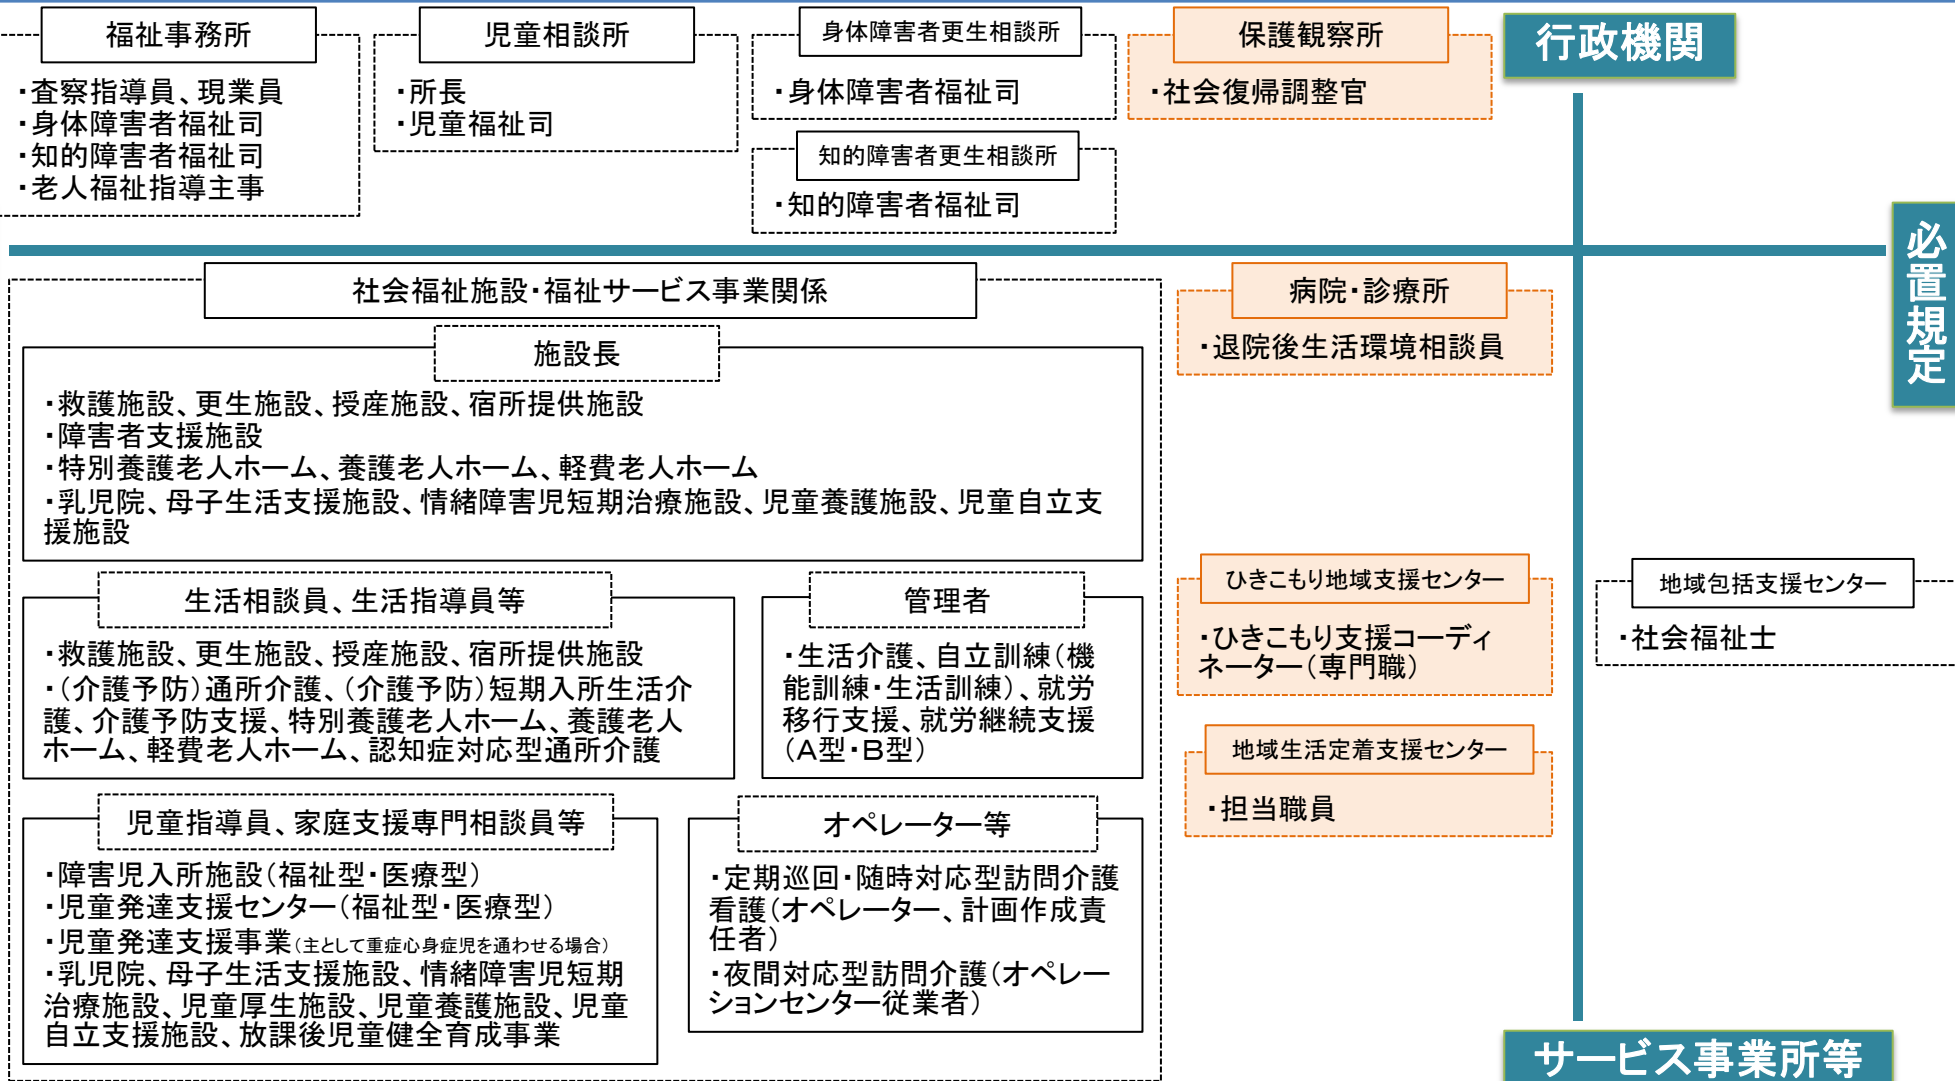 福祉事務所
・査察指導員、現業員
・身体障害者福祉司
・知的障害者福祉司
・老人福祉指導主事
児童相談所
・所長
・児童福祉司
身体障害者更生相談所
・身体障害者福祉司
知的障害者更生相談所
・知的障害者福祉司
保護観察所
・社会復帰調整官
行政機関
必置規定
社会福祉施設・福祉サービス事業関係
施設長
・救護施設、更生施設、授産施設、宿所提供施設
・障害者支援施設
・特別養護老人ホーム、養護老人ホーム、軽費老人ホーム
・乳児院、母子生活支援施設、情緒障害児短期治療施設、児童養護施設、児童自立支
援施設
生活相談員、生活指導員等
・救護施設、更生施設、授産施設、宿所提供施設
・(介護予防)通所介護、(介護予防)短期入所生活介
護、介護予防支援、特別養護老人ホーム、養護老人
ホーム、軽費老人ホーム、認知症対応型通所介護
管理者
・生活介護、自立訓練(機
能訓練・生活訓練)、就労
移行支援、就労継続支援
(A型・B型)
児童指導員、家庭支援専門相談員等
・障害児入所施設(福祉型・医療型)
・児童発達支援センター(福祉型・医療型)
・児童発達支援事業(主として重症心身症児を通わせる場合)
・乳児院、母子生活支援施設、情緒障害児短期
治療施設、児童厚生施設、児童養護施設、児童
自立支援施設、放課後児童健全育成事業
オペレーター等
・定期巡回・随時対応型訪問介護
看護(オペレーター、計画作成責
任者)
・夜間対応型訪問介護(オペレー
ションセンター従業者)
病院・診療所
・退院後生活環境相談員
ひきこもり地域支援センター
・ひきこもり支援コーディ
ネーター(専門職)
地域生活定着支援センター
・担当職員
地域包括支援センター
・社会福祉士
サービス事業所等